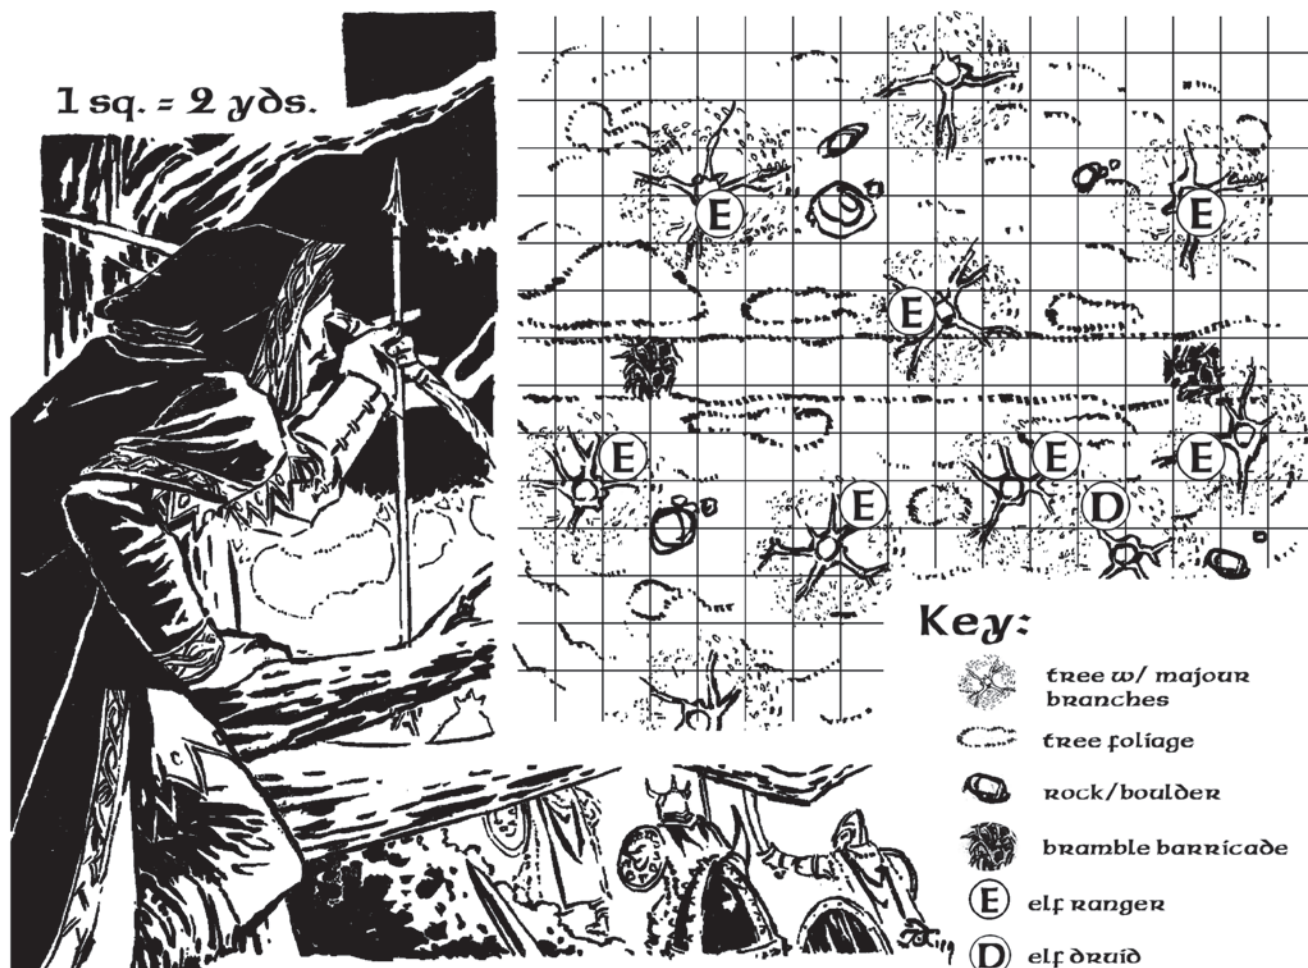 1 sq. = 2 yds.
E
E
E
E
E
E
E
D
Key:
tree w/ majour
branches
tree foliage
rock/boulder
bramble barricade
E elf ranger
D elf druid